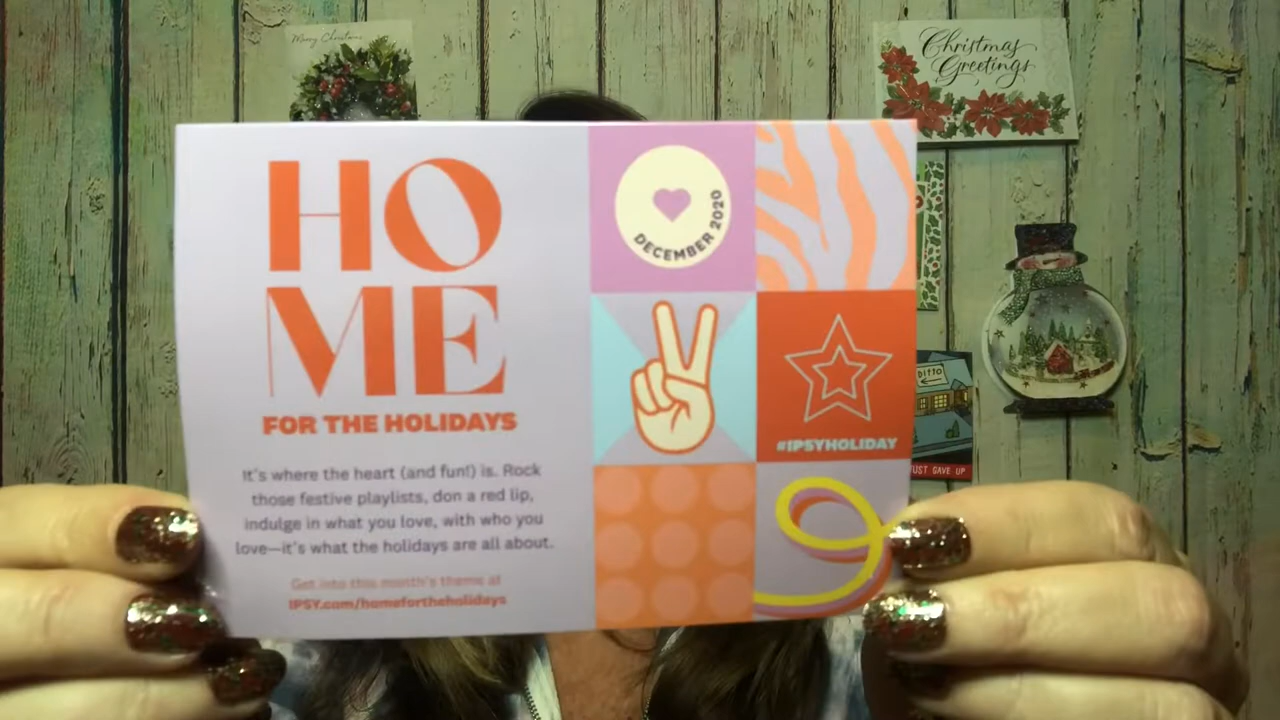 Merry Christmas
Christmas
Greetings
HO
ME
FOR THE HOLIDAYS
It's where the heart (and fun!) is. Rock
those festive playlists, don a red lip,
indulge in what you love, with who you
love—it's what the holidays are all about.
Get into this month's theme at
IPSY.com/homefortheholidays
DECEMBER 2020
#IPSYHOLIDAY
DITTO
JUST GAVE UP